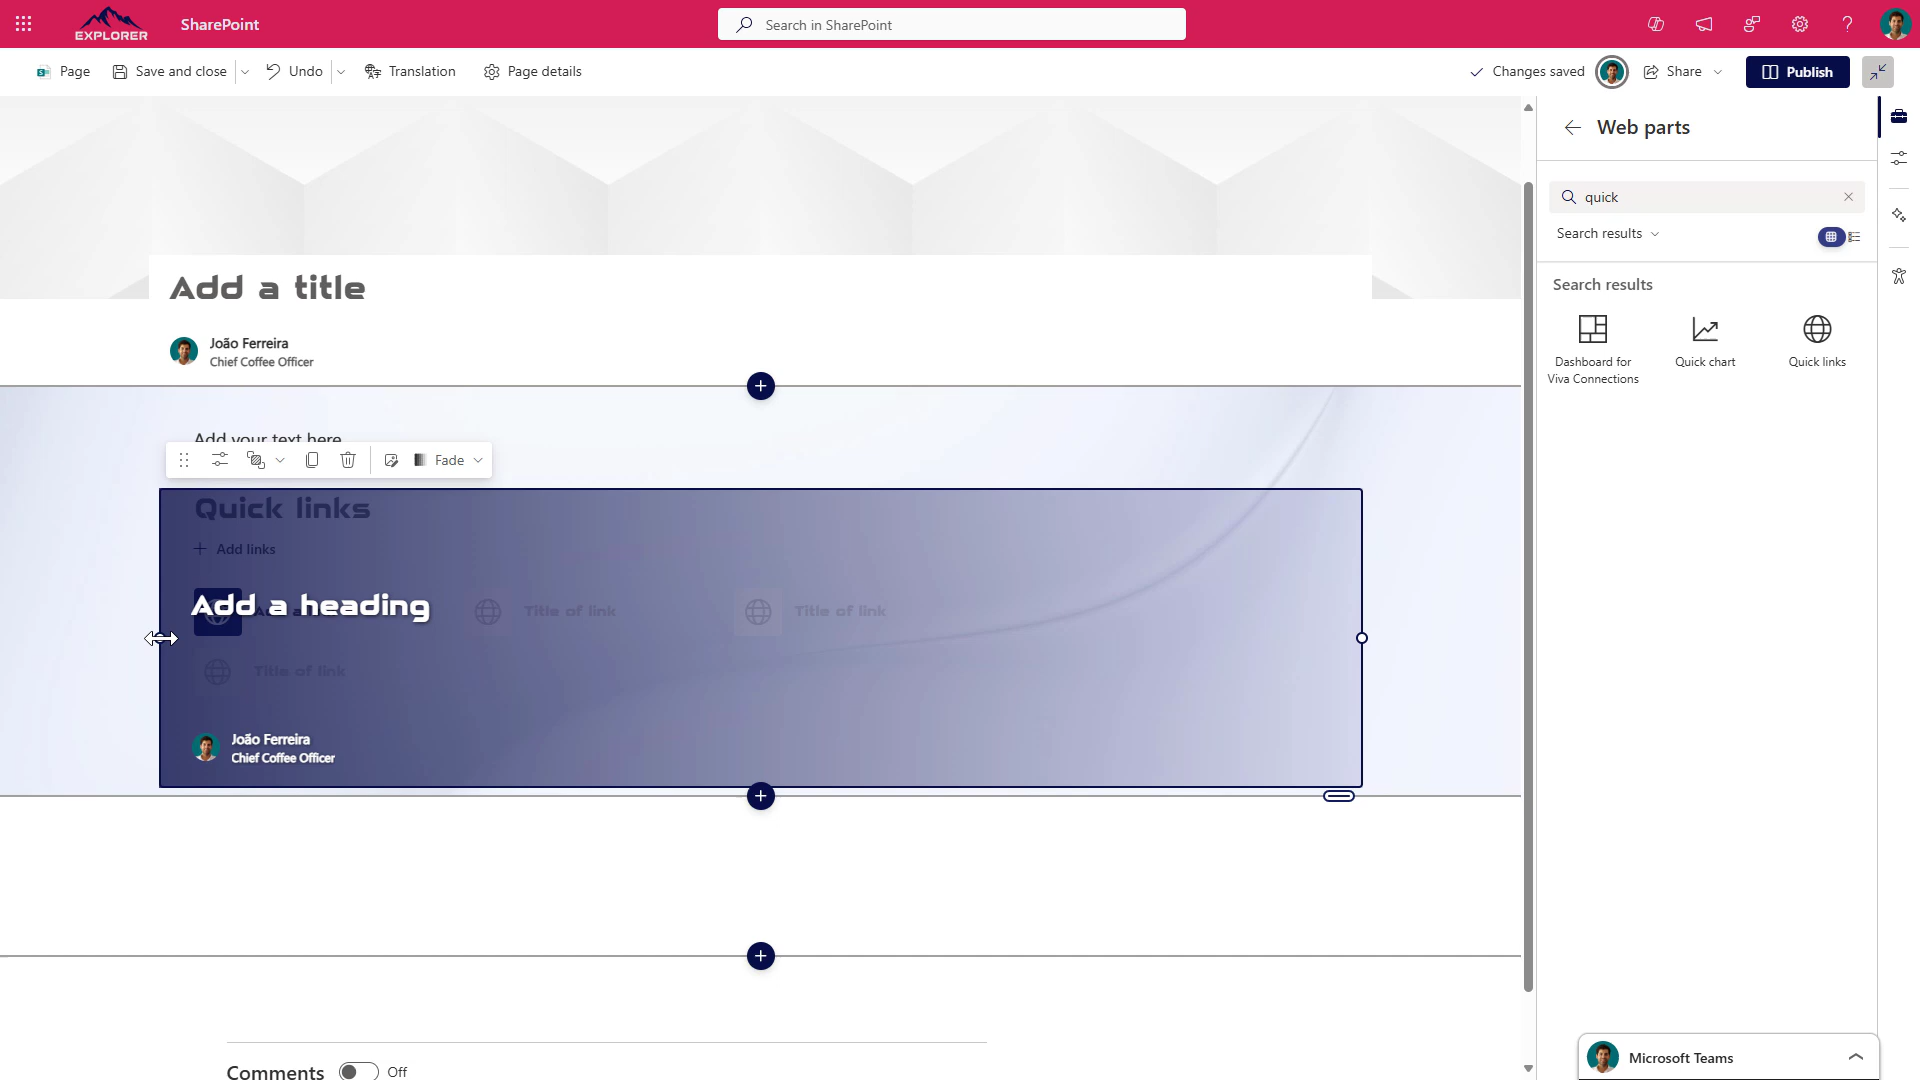 EXPLORER
SharePoint
Search in SharePoint
Page
Save and close
Undo
Translation
Page details
Changes saved
Share
Publish
Web parts
quick
Search results
Search results
Dashboard for
Viva Connections
Quick chart
Quick links
Add a title
João Ferreira
Chief Coffee Officer
Add your text here
Fade
Quick links
Add links
Add a heading
Title of link
Title of link
Title of link
João Ferreira
Chief Coffee Officer
Comments
Off
Microsoft Teams